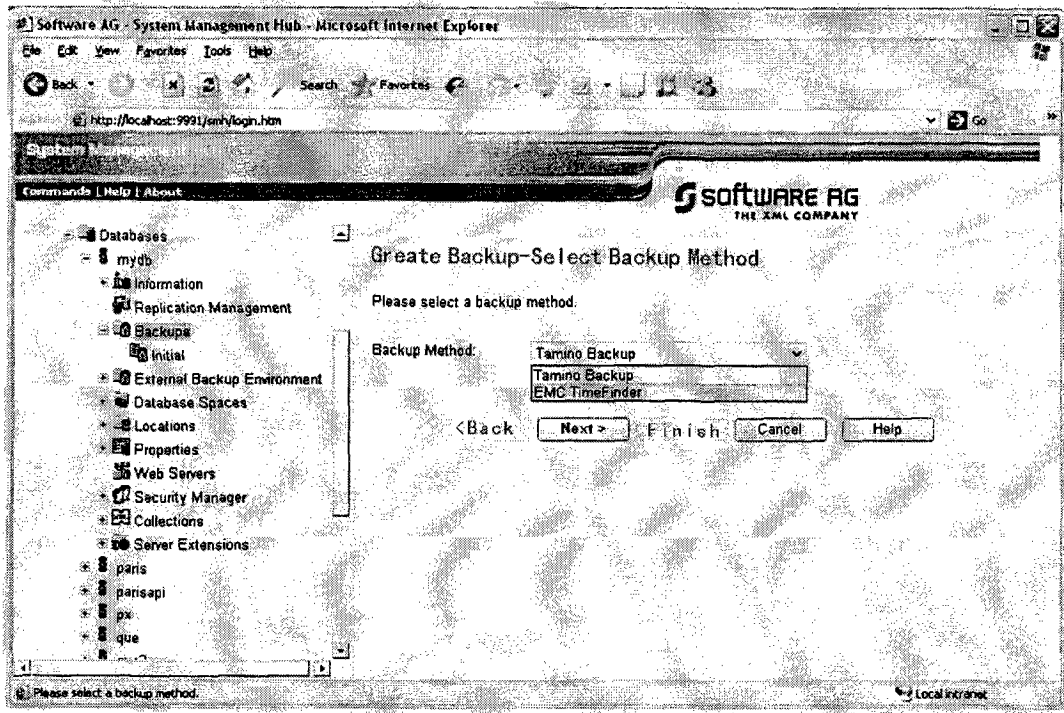 Software AG - System Management Hub - Microsoft Internet Explorer
File Edit View Favorites Tools Help
Back Search Favorites
http://localhost:9991/smh/login.htm Go
System Management
Commands | Help | About
software AG
THE XML COMPANY
Databases
mydb
Information
Replication Management
Backups
Initial
External Backup Environment
Database Spaces
Locations
Properties
Web Servers
Security Manager
Collections
Server Extensions
paris
parisapi
px
que
Greate Backup-Select Backup Method
Please select a backup method.
Backup Method: Tamino Backup
Tamino Backup
EMC TimeFinder
<Back Next > Finish Cancel Help
Please select a backup method. Local intranet